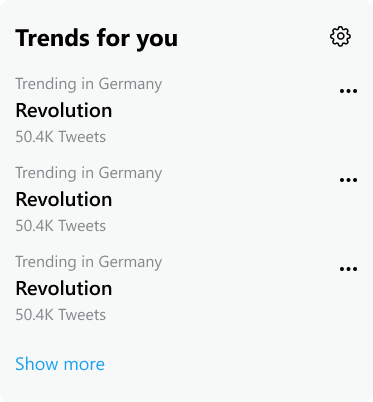 Trends for you
Trending in Germany
Revolution
50.4K Tweets
Trending in Germany
Revolution
50.4K Tweets
Trending in Germany
Revolution
50.4K Tweets
Show more